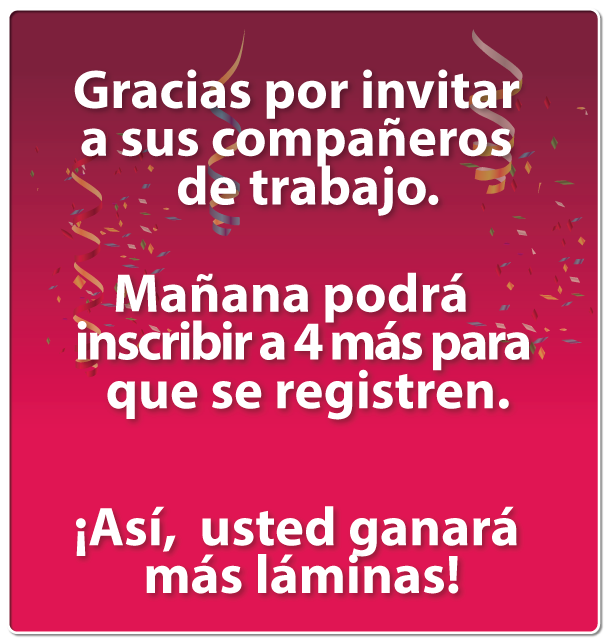 Gracias por invitar
a sus compañeros
de trabajo.
Mañana podrá
inscribir a 4 más para
que se registren.
¡Así, usted ganará
más láminas!